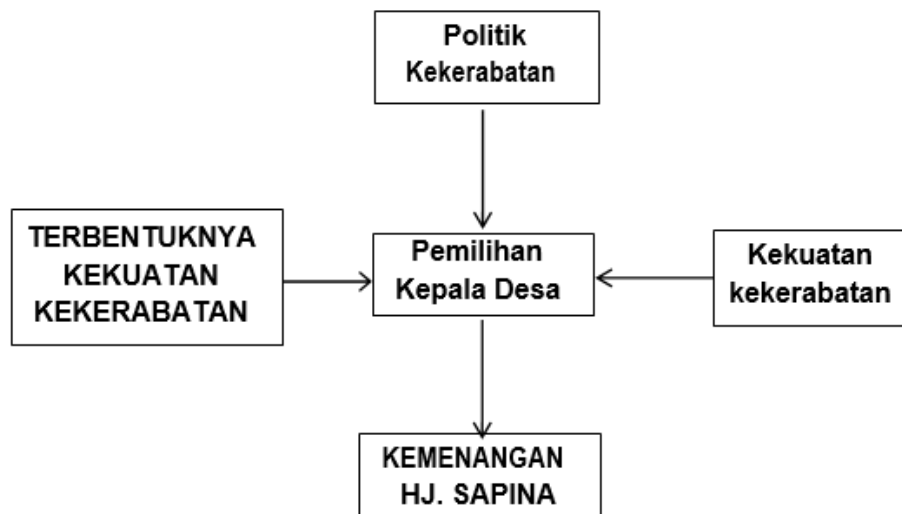 Politik
Kekerabatan
TERBENTUKNYA
KEKUATAN
KEKERABATAN
Pemilihan
Kepala Desa
Kekuatan
kekerabatan
KEMENANGAN
HJ. SAPINA